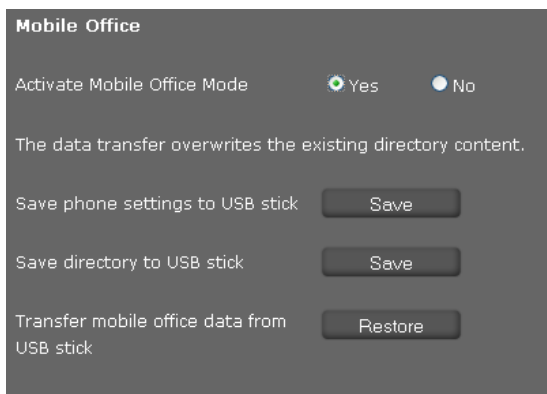 Mobile Office
Activate Mobile Office Mode Yes No
The data transfer overwrites the existing directory content.
Save phone settings to USB stick Save
Save directory to USB stick Save
Transfer mobile office data from Restore
USB stick